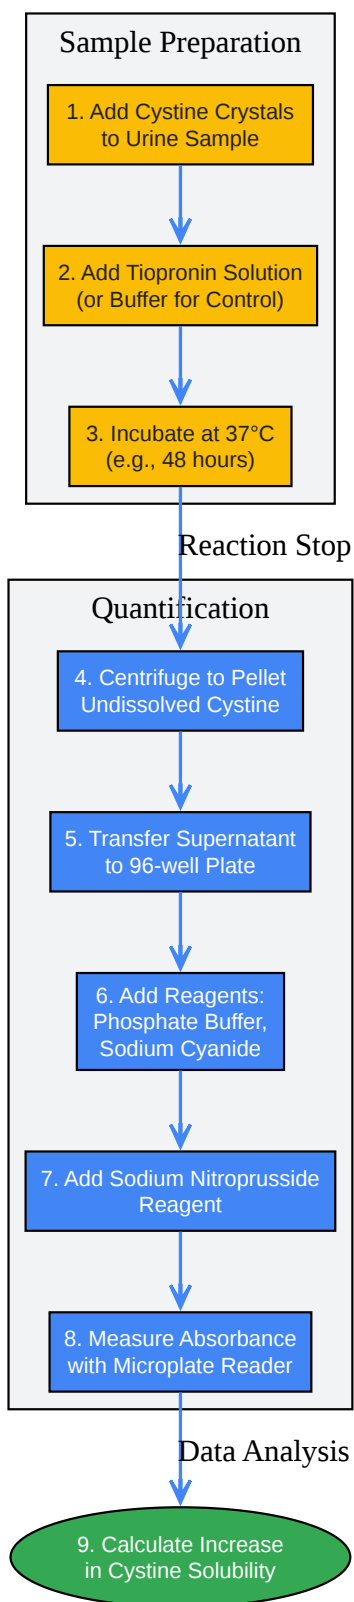 Sample Preparation
1. Add Cystine Crystals
to Urine Sample
2. Add Tiopronin Solution
(or Buffer for Control)
3. Incubate at 37°C
(e.g., 48 hours)
Reaction Stop
Quantification
4. Centrifuge to Pellet
Undissolved Cystine
5. Transfer Supernatant
to 96-well Plate
6. Add Reagents:
Phosphate Buffer,
Sodium Cyanide
7. Add Sodium Nitroprusside
Reagent
8. Measure Absorbance
with Microplate Reader
Data Analysis
9. Calculate Increase
in Cystine Solubility